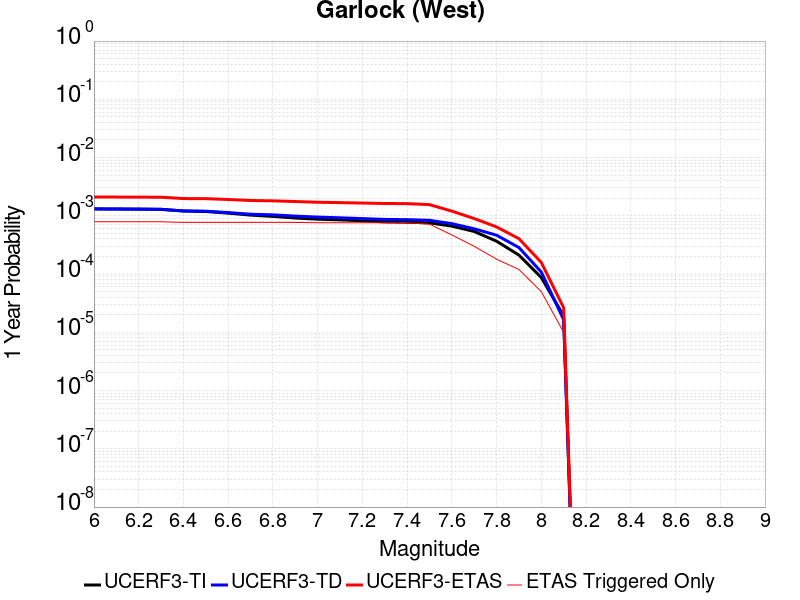 Garlock (West)
10^0
10^-1
10^-2
10^-3
10^-4
10^-5
10^-6
10^-7
10^-8
1 Year Probability
6 6.2 6.4 6.6 6.8 7 7.2 7.4 7.6 7.8 8 8.2 8.4 8.6 8.8 9
Magnitude
UCERF3-TI UCERF3-TD UCERF3-ETAS ETAS Triggered Only